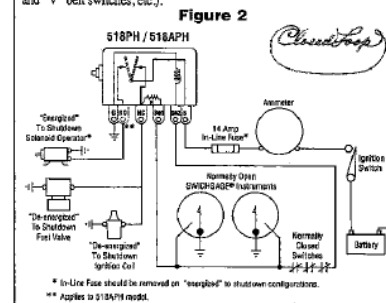 and "V" belt switches, etc.).
Figure 2
518PH / 518APH
Closed Loop
"Energized"
To Shutdown
Solenoid Operator*
**
14 Amp
In-Line Fuse*
Ammeter
Ignition
Switch
"De-energized"
To Shutdown
Fuel Valve
"De-energized"
To Shutdown
Ignition Coil
Normally Open
SWICHGAGE® Instruments
Normally
Closed
Switches
Battery
* In-Line Fuse should be removed on "energized" to shutdown configurations.
** Applies to 518APH model.